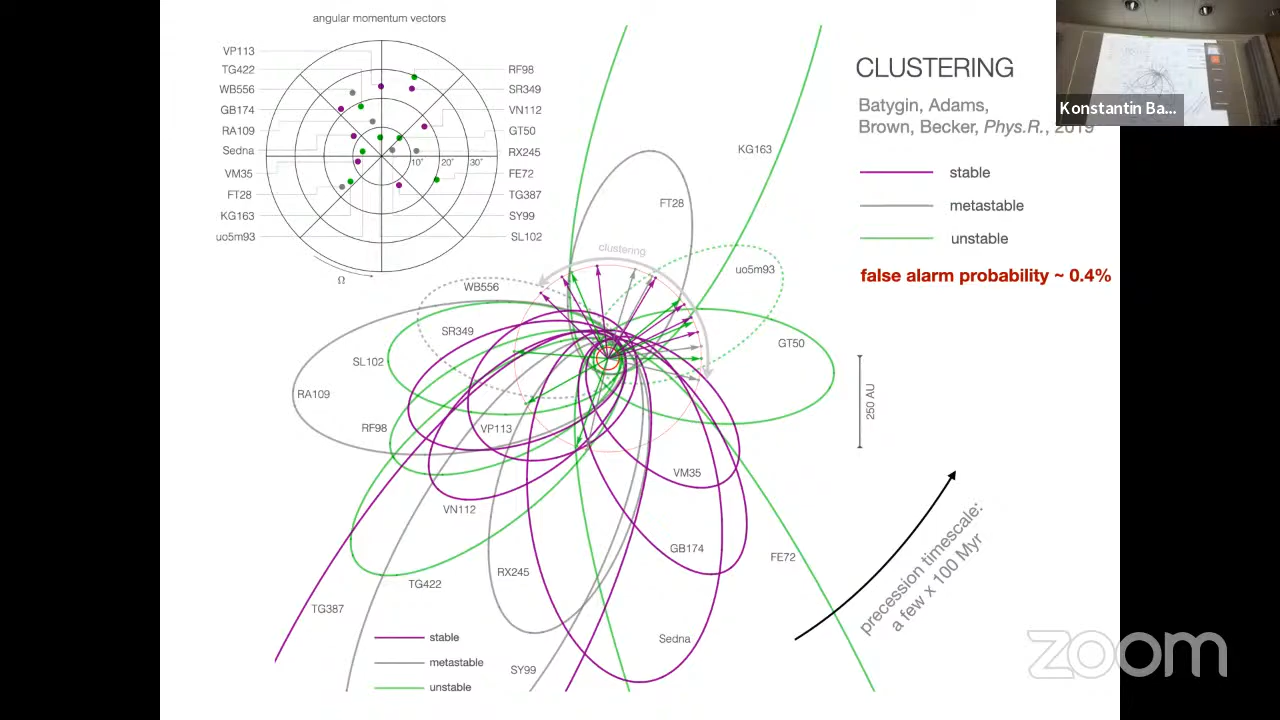 angular momentum vectors
VP113
TG422
WB556
GB174
RA109
Sedna
VM35
FT28
KG163
uo5m93
RF98
SR349
VN112
GT50
RX245
FE72
TG387
SY99
SL102
10° 20° 30°
Ω
CLUSTERING
Batygin, Adams,
Brown, Becker, Phys.R., 2019
Konstantin Ba...
stable
metastable
unstable
false alarm probability ~ 0.4%
KG163
FT28
clustering
uo5m93
WB556
SR349
GT50
SL102
RA109
250 AU
RF98
VP113
VM35
VN112
GB174
FE72
RX245
TG422
precession timescale:
a few x 100 Myr
TG387
Sedna
SY99
stable
metastable
unstable
zoom